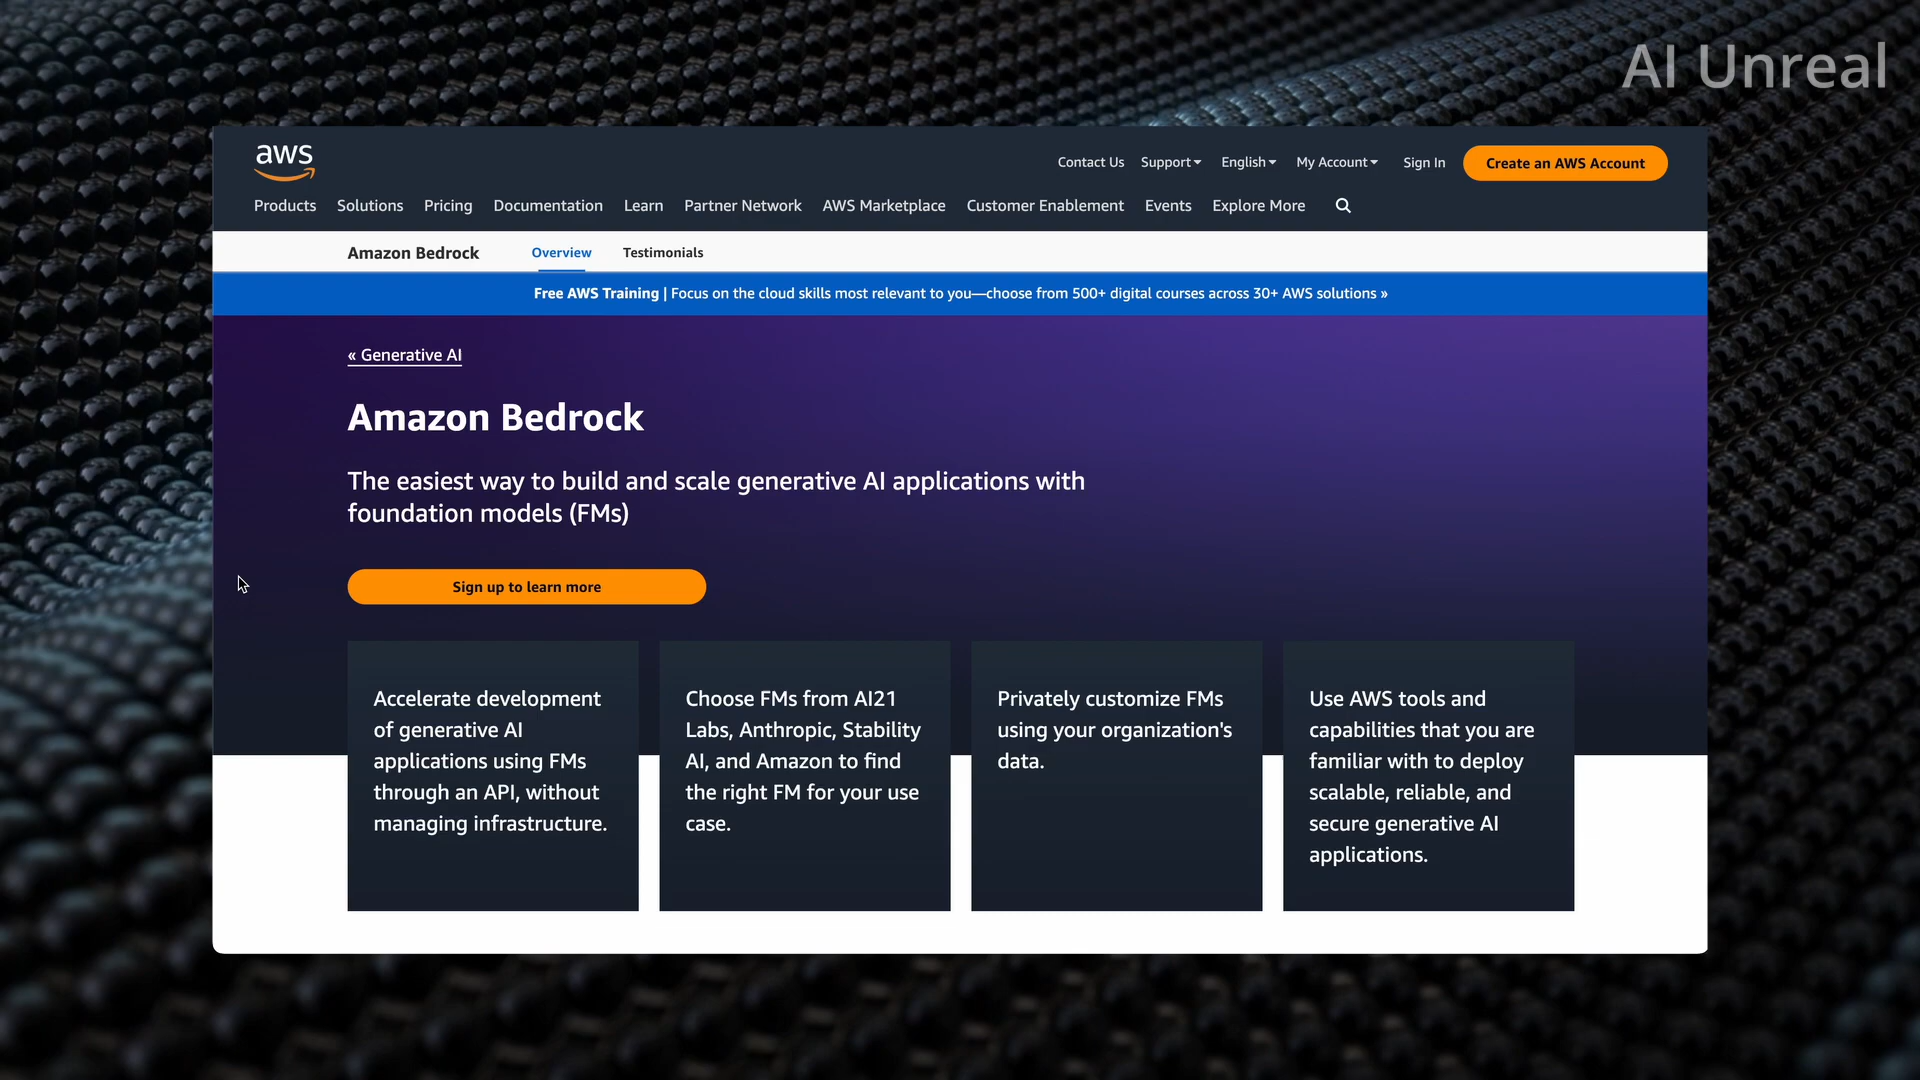 AI Unreal
aws
Contact Us Support English My Account Sign In Create an AWS Account
Products Solutions Pricing Documentation Learn Partner Network AWS Marketplace Customer Enablement Events Explore More
Amazon Bedrock Overview Testimonials
Free AWS Training | Focus on the cloud skills most relevant to you—choose from 500+ digital courses across 30+ AWS solutions »
« Generative AI
Amazon Bedrock
The easiest way to build and scale generative AI applications with
foundation models (FMs)
Sign up to learn more
Accelerate development
of generative AI
applications using FMs
through an API, without
managing infrastructure.
Choose FMs from AI21
Labs, Anthropic, Stability
AI, and Amazon to find
the right FM for your use
case.
Privately customize FMs
using your organization's
data.
Use AWS tools and
capabilities that you are
familiar with to deploy
scalable, reliable, and
secure generative AI
applications.